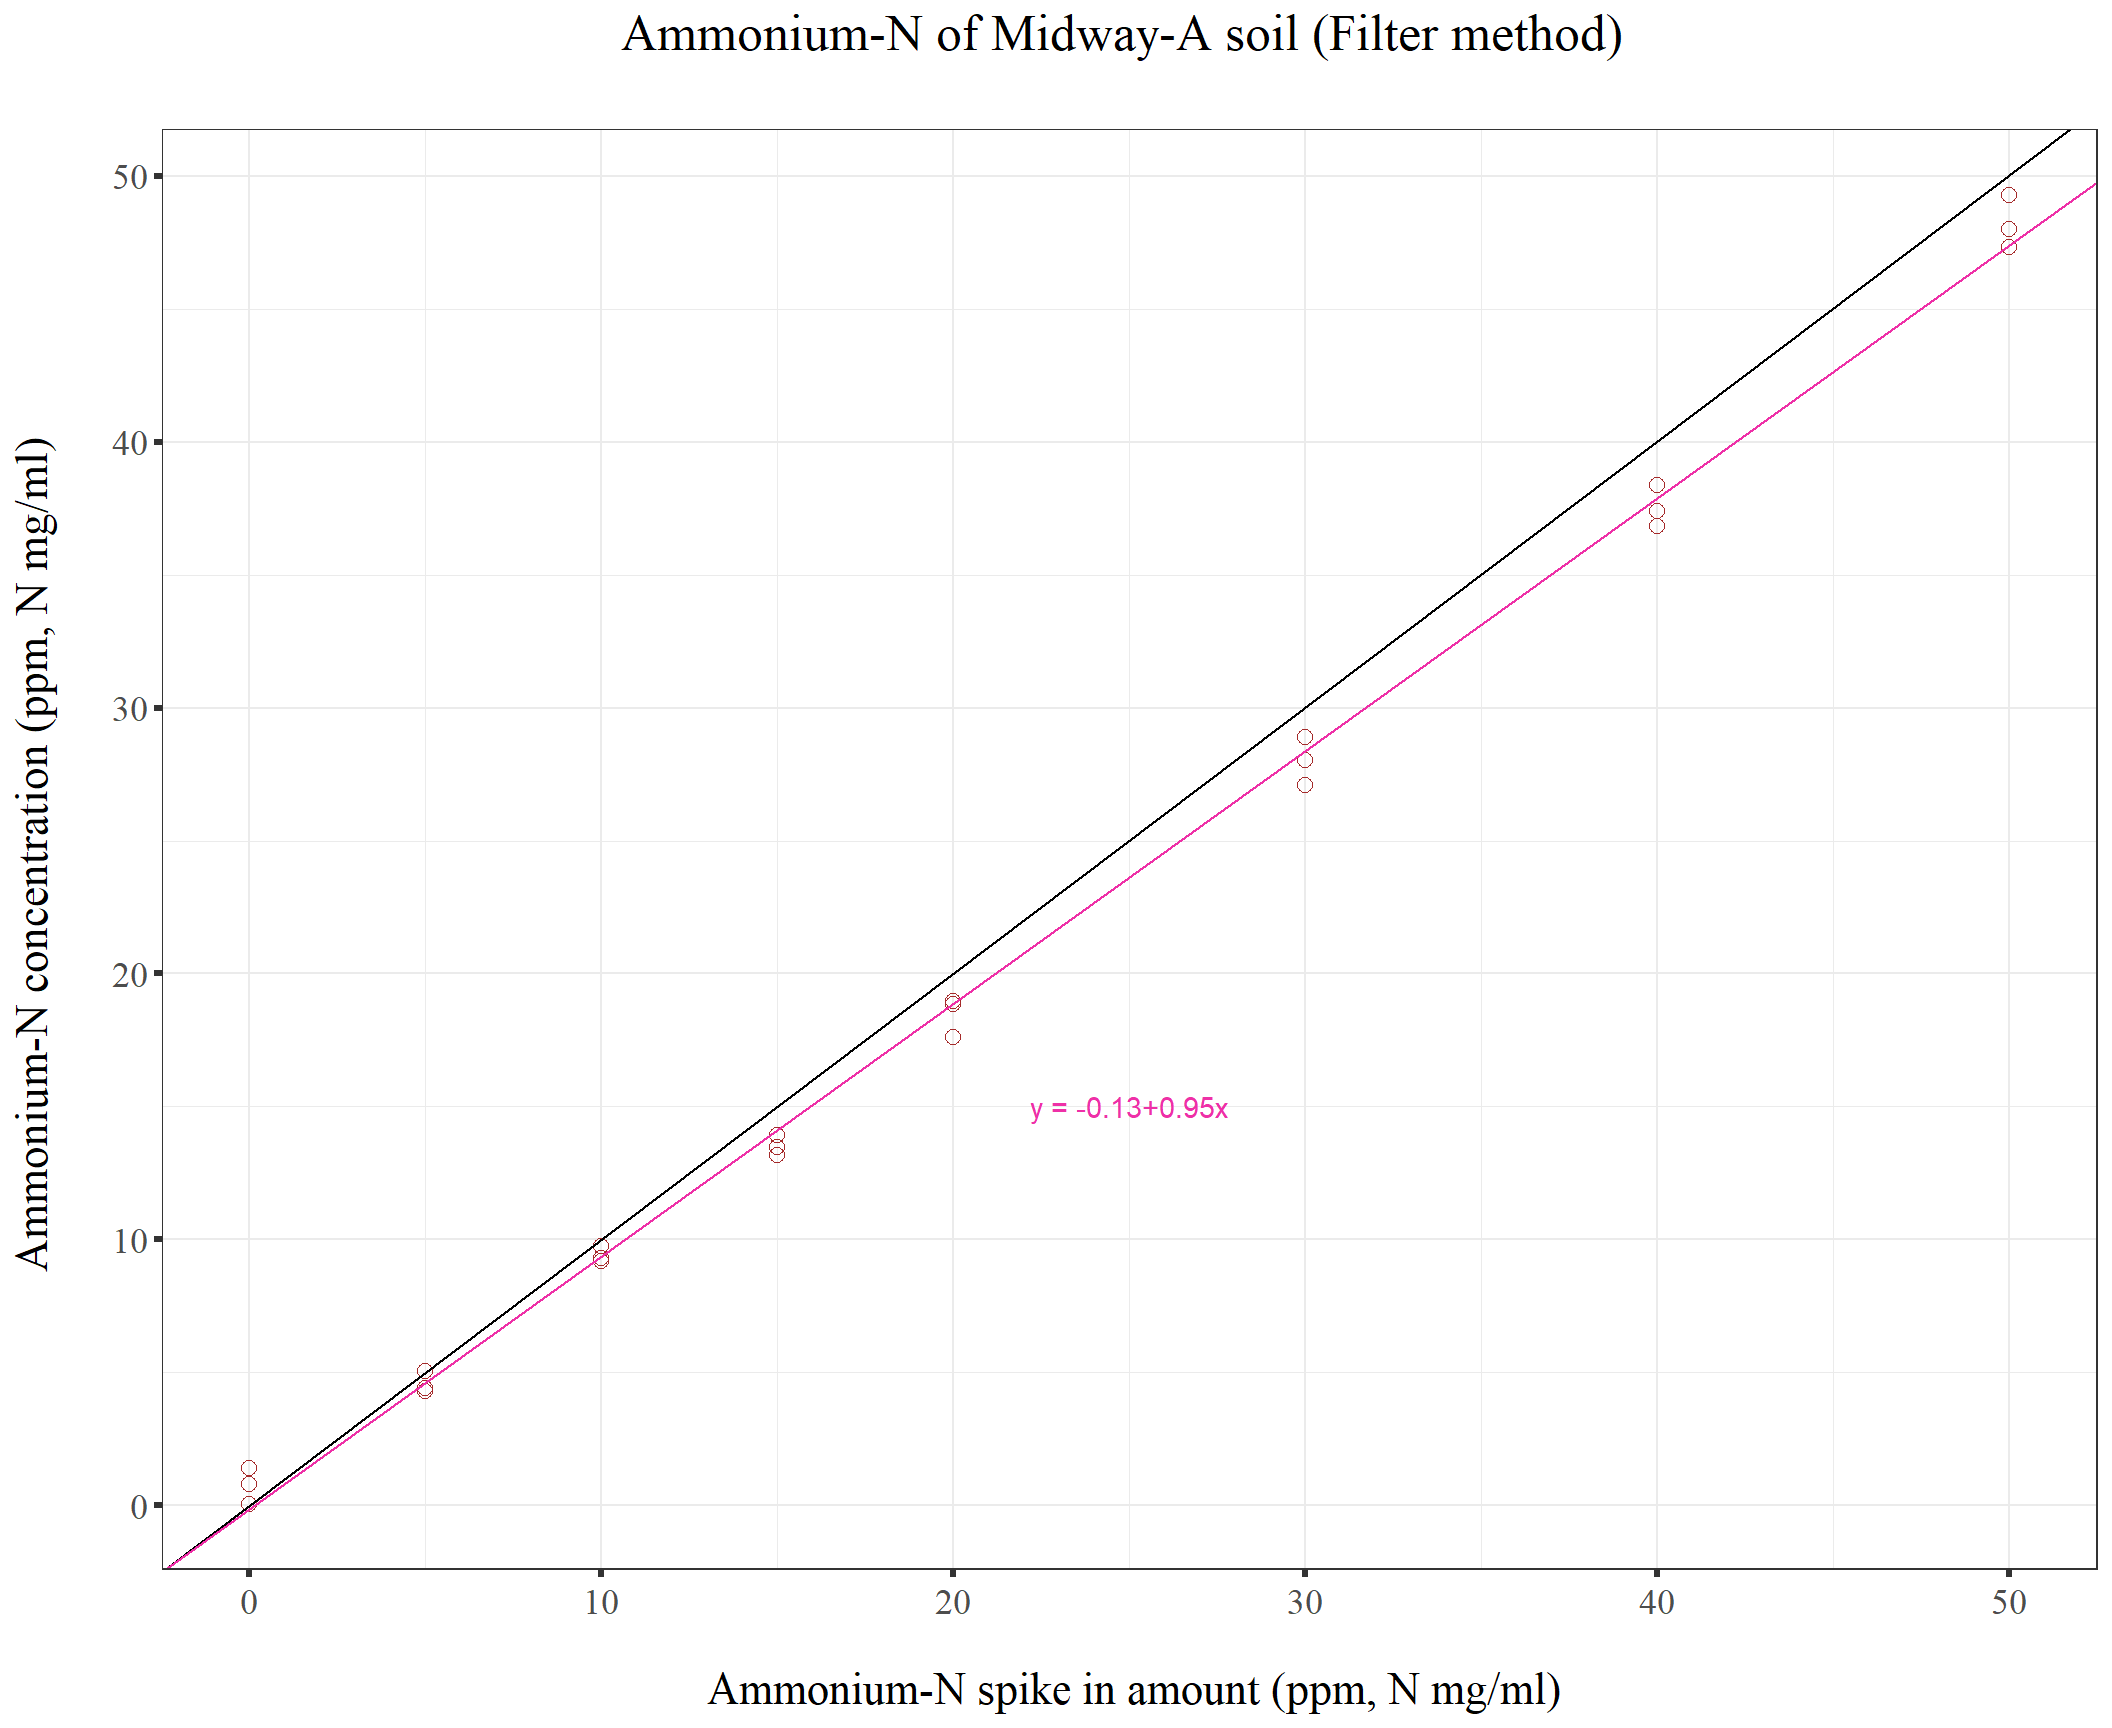 Ammonium-N of Midway-A soil (Filter method)
Ammonium-N concentration (ppm, N mg/ml)
50
40
30
20
10
0
y = -0.13+0.95x
0 10 20 30 40 50
Ammonium-N spike in amount (ppm, N mg/ml)